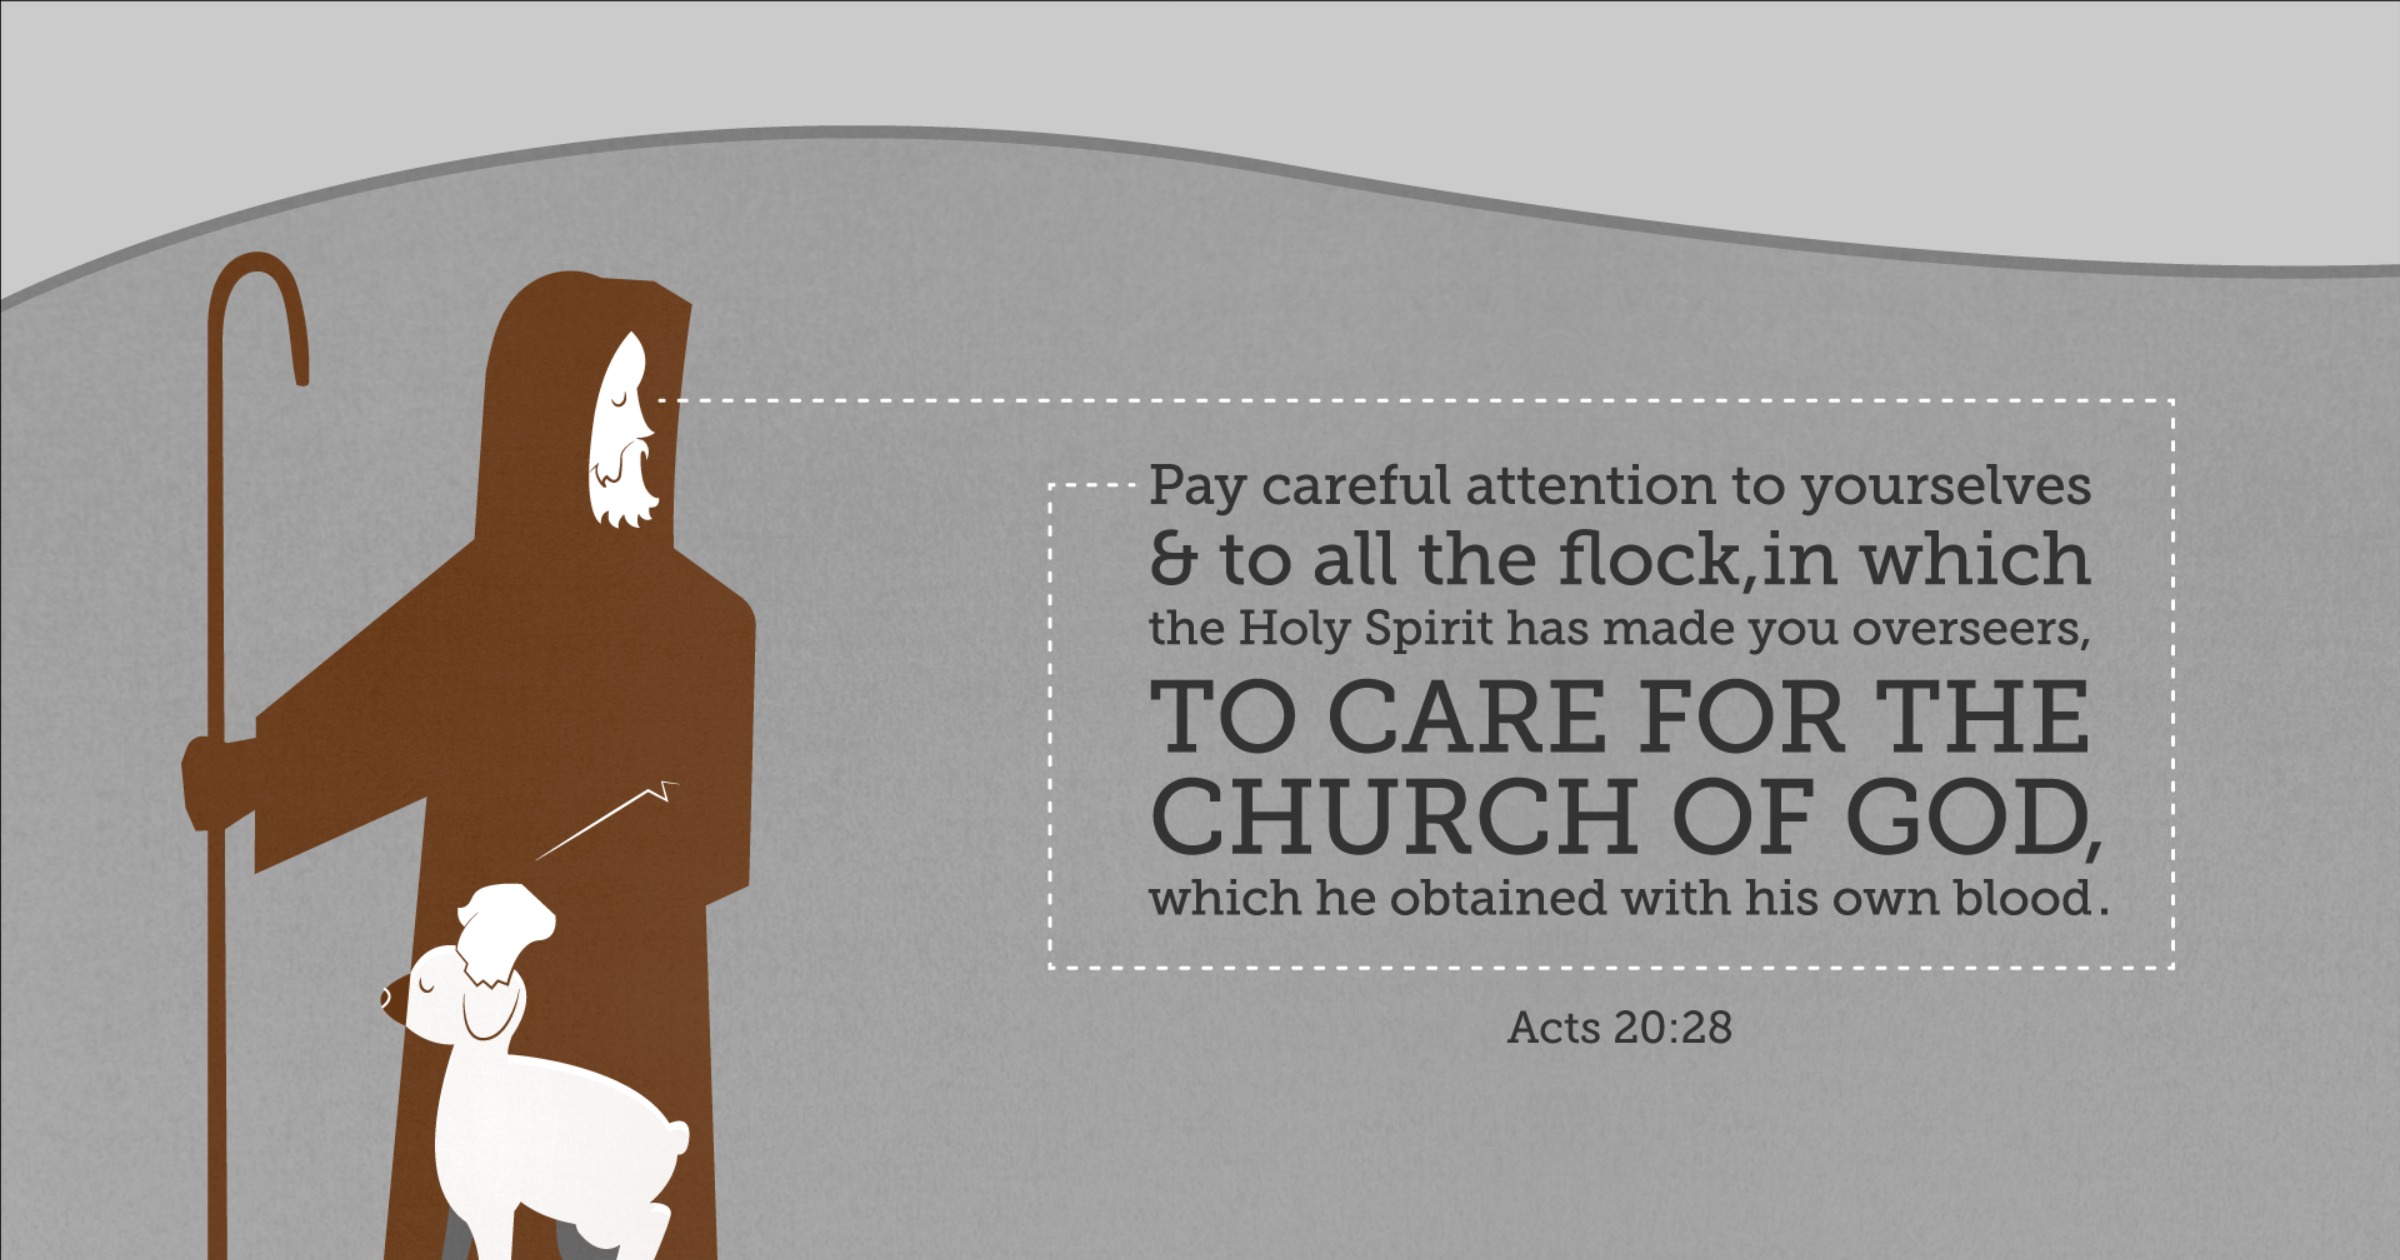 Pay careful attention to yourselves
& to all the flock,in which
the Holy Spirit has made you overseers,
TO CARE FOR THE
CHURCH OF GOD,
which he obtained with his own blood.
Acts 20:28